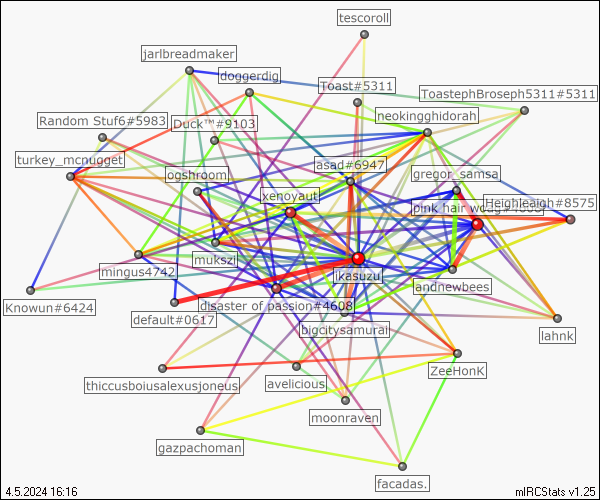 tescoroll
jarlbreadmaker
doggerdig
Toast#5311
ToastephBroseph5311#5311
Random Stuf6#5983
Duck™#9103
neokingghidorah
turkey_mcnugget
asad#6947
ogshroom
gregor_samsa
xenoyaut
pink hair
Heighleaigh#8575
mukszi
mingus4742
ikasuzu
andnewbees
Knowun#6424
disaster of passion#4608
default#0617
bigcitysamurai
lahnk
thiccusboiusalexusjoneus
avelicious
ZeeHonK
moonraven
gazpachoman
facadas.
4.5.2024 16:16
mIRCStats v1.25